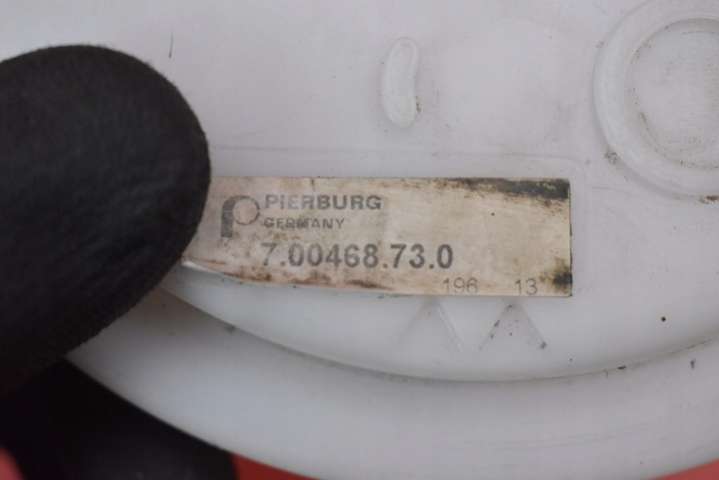 PIERBURG
GERMANY
7.00468.73.0
196 13